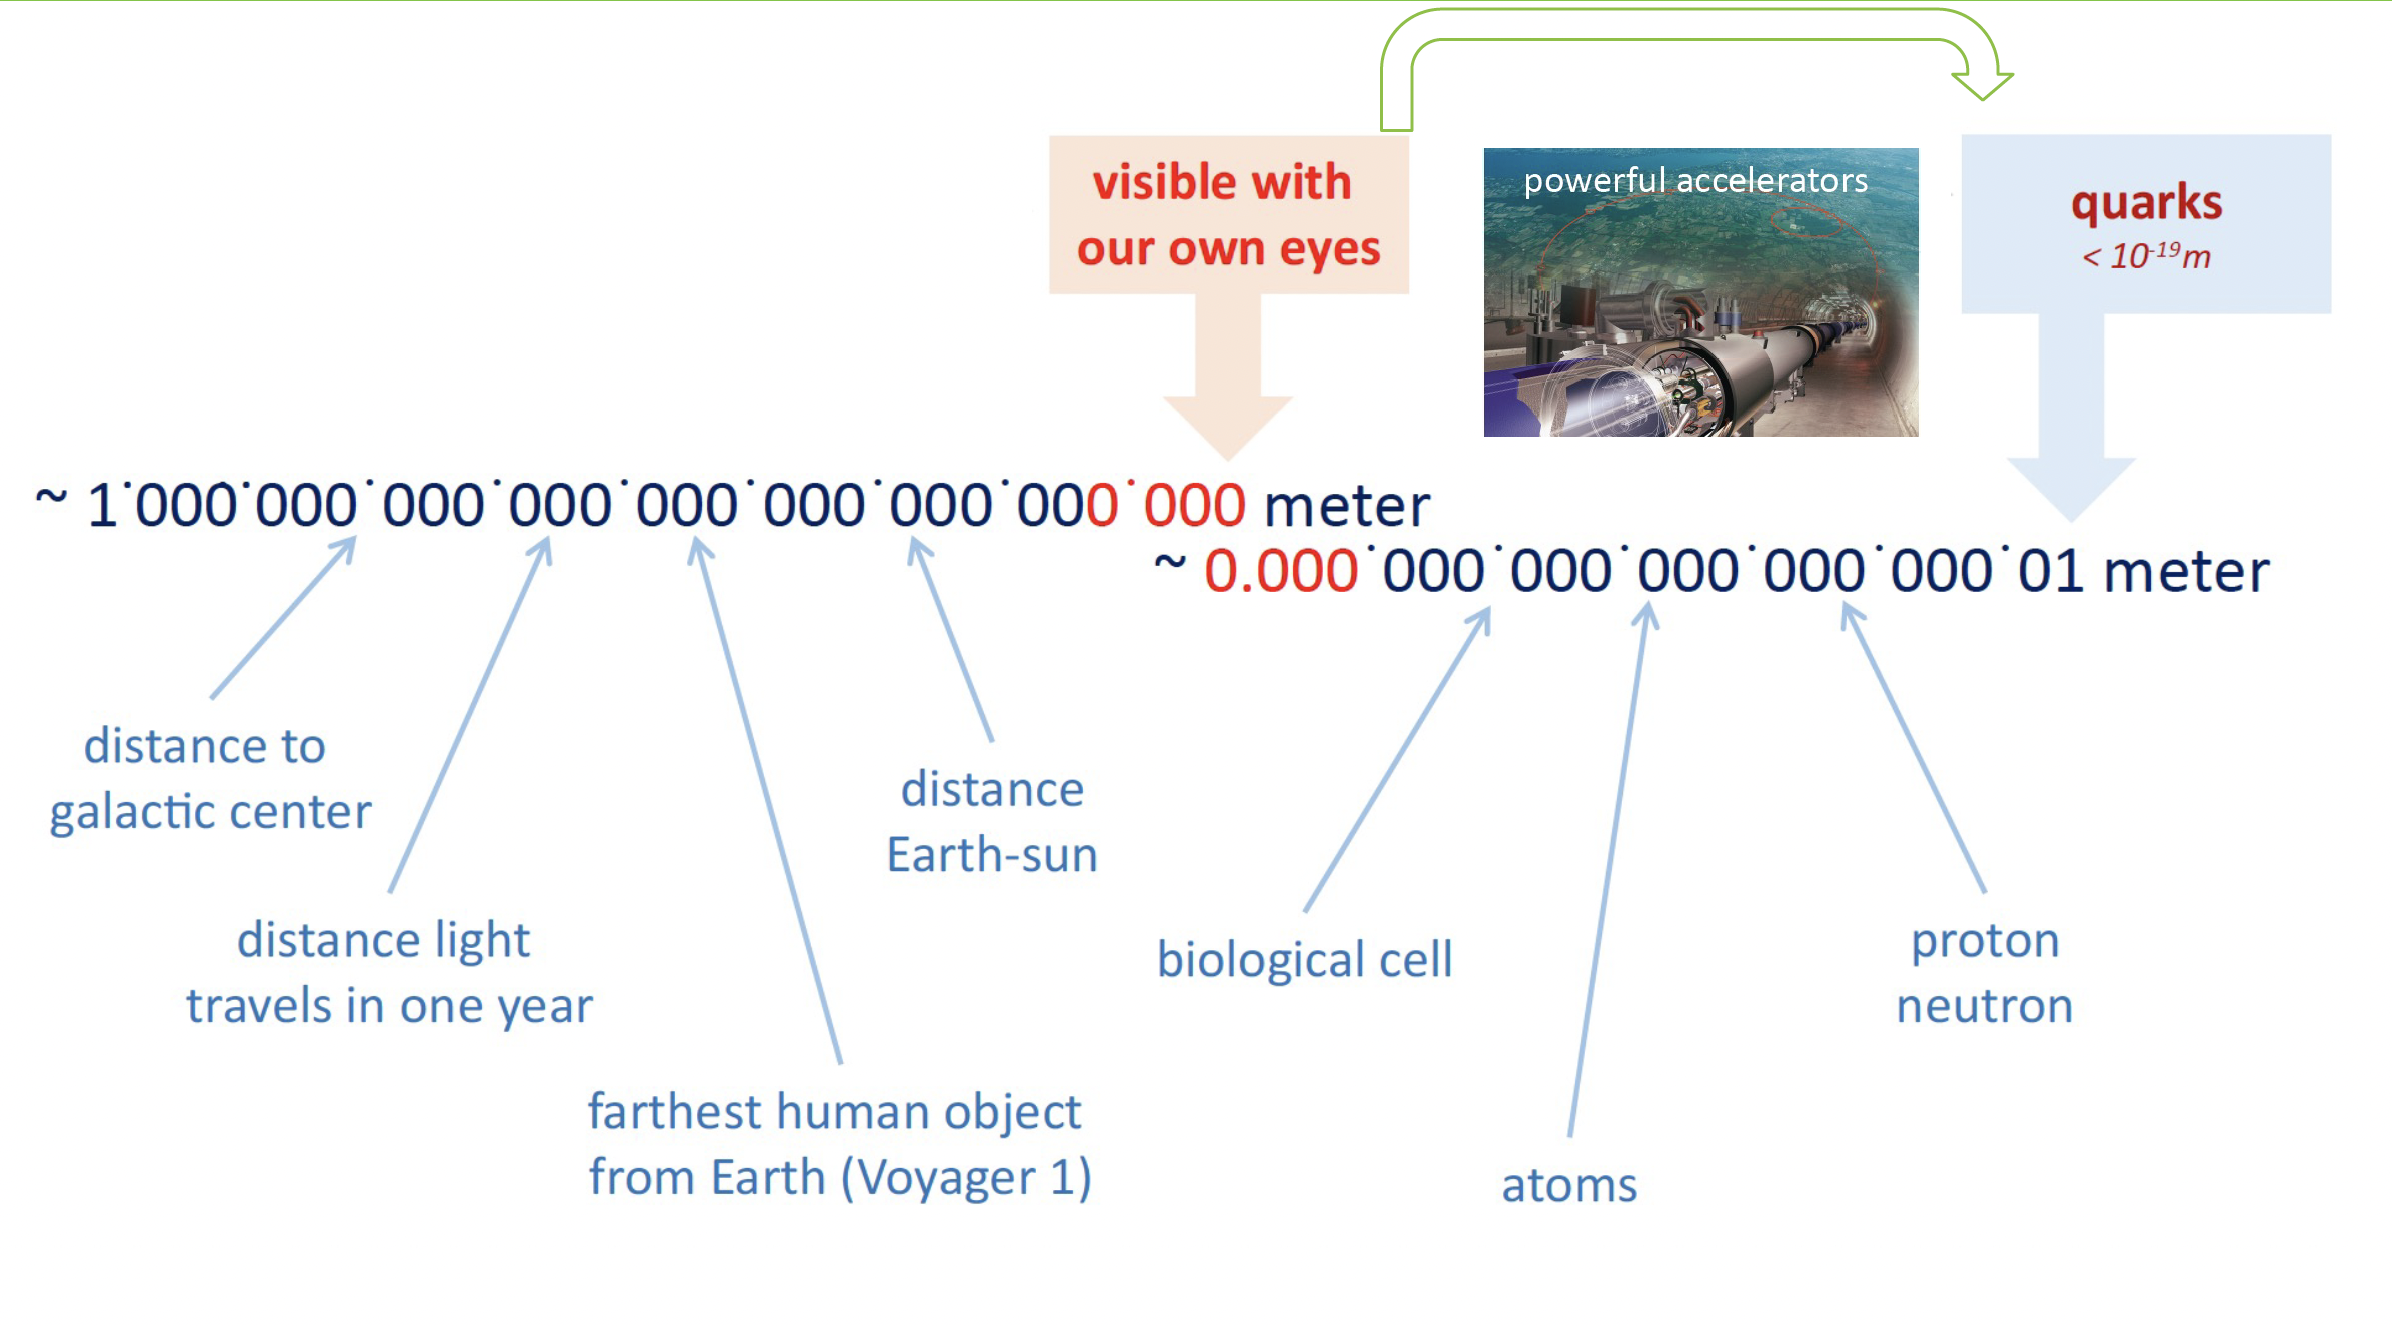 visible with
our own eyes
powerful accelerators
quarks
< 10⁻¹⁹m
~ 1˙000˙000˙000˙000˙000˙000˙000˙000˙000 meter
~ 0.000˙000˙000˙000˙000˙000˙01 meter
distance to
galactic center
distance light
travels in one year
farthest human object
from Earth (Voyager 1)
distance
Earth-sun
biological cell
atoms
proton
neutron